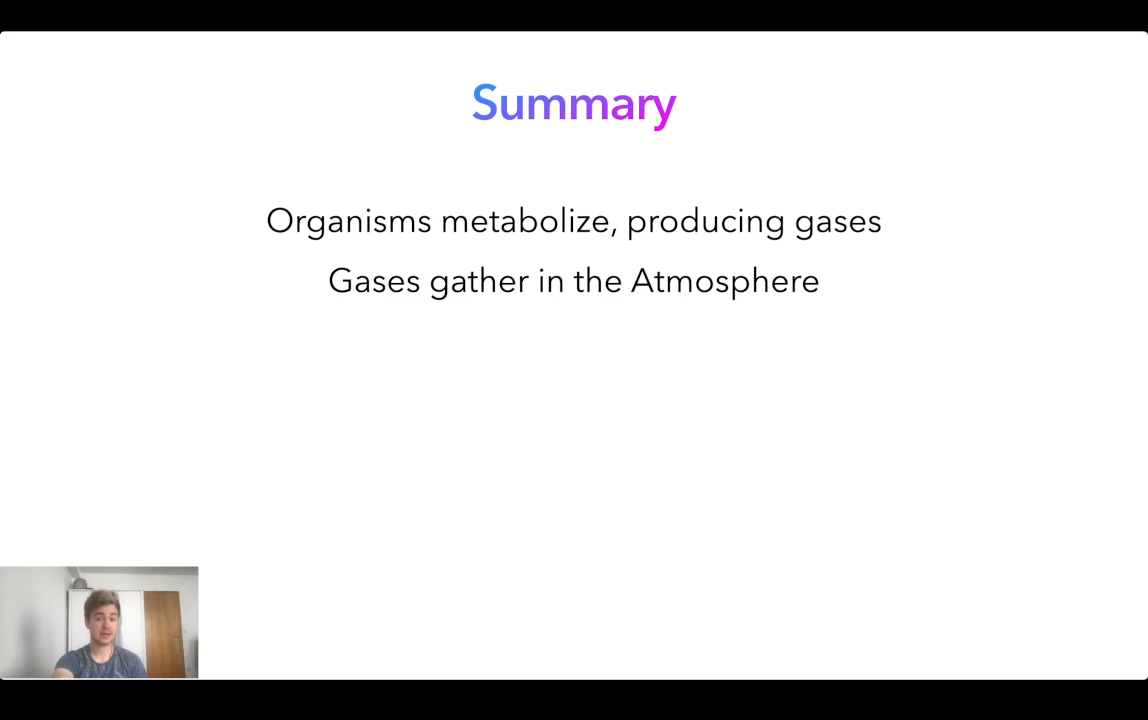 Summary
Organisms metabolize, producing gases
Gases gather in the Atmosphere